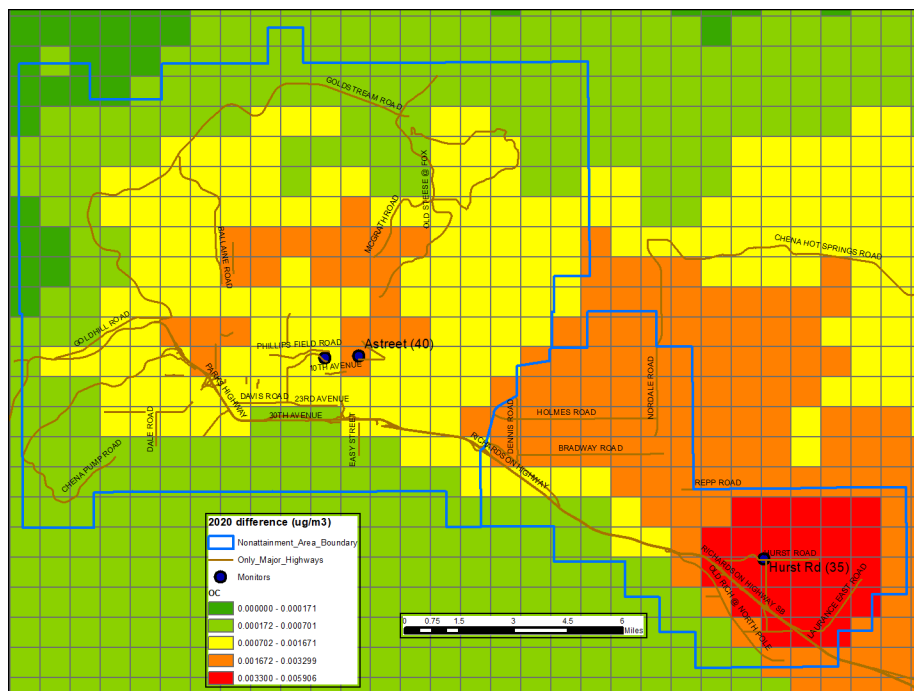 GOLDSTREAM ROAD
OLD STEESE @ FOX
MCGRATH ROAD
BALLAINE ROAD
CHENA HOT SPRINGS ROAD
GOLDHILL ROAD
PHILLIPS FIELD ROAD
Astreet (40)
10TH AVENUE
PARKS HIGHWAY
DAVIS ROAD
23RD AVENUE
30TH AVENUE
DALE ROAD
EASY STREET
CHENA PUMP ROAD
NORDALE ROAD
DENNIS ROAD
HOLMES ROAD
BRADWAY ROAD
RICHARDSON HIGHWAY
REPP ROAD
HURST ROAD
Hurst Rd (35)
RICHARDSON HIGHWAY SB
OLD RICH @ NORTH POLE
LAURANCE EAST ROAD
2020 difference (ug/m3)
Nonattainment_Area_Boundary
Only_Major_Highways
Monitors
OC
0.000000 - 0.000171
0.000172 - 0.000701
0.000702 - 0.001671
0.001672 - 0.003299
0.003300 - 0.005906
0 0.75 1.5 3 4.5 6
Miles